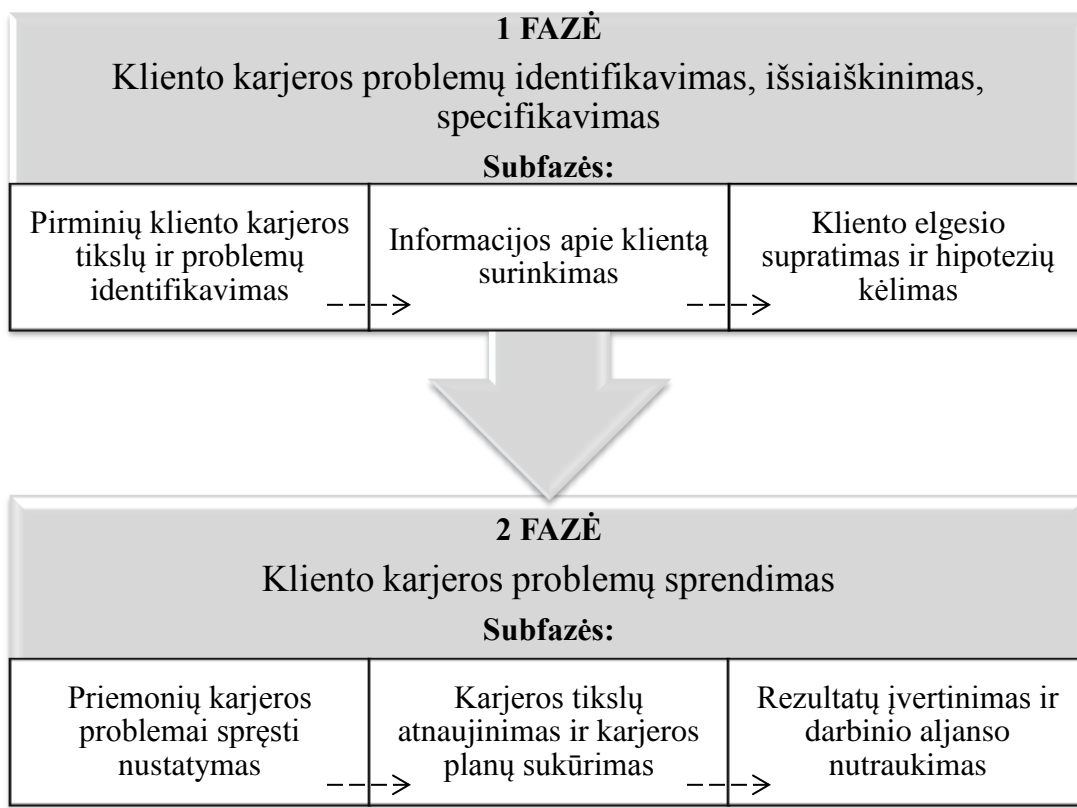 1 FAZĖ
Kliento karjeros problemų identifikavimas, išsiaiškinimas,
specifikavimas
Subfazės:
Pirminių kliento karjeros
tikslų ir problemų
identifikavimas
Informacijos apie klientą
surinkimas
Kliento elgesio
supratimas ir hipotezių
kėlimas
2 FAZĖ
Kliento karjeros problemų sprendimas
Subfazės:
Priemonių karjeros
problemai spręsti
nustatymas
Karjeros tikslų
atnaujinimas ir karjeros
planų sukūrimas
Rezultatų įvertinimas ir
darbinio aljanso
nutraukimas